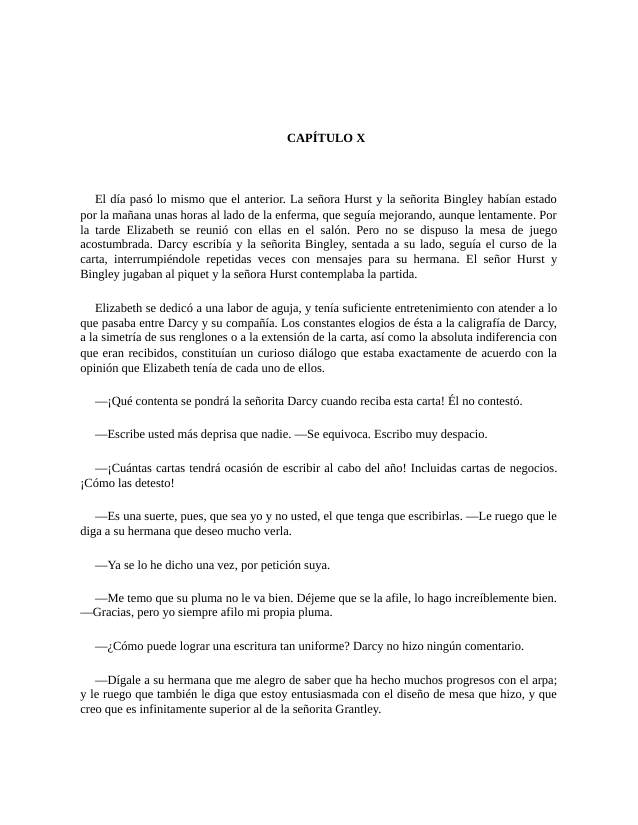 CAPÍTULO X
El día pasó lo mismo que el anterior. La señora Hurst y la señorita Bingley habían estado
por la mañana unas horas al lado de la enferma, que seguía mejorando, aunque lentamente. Por
la tarde Elizabeth se reunió con ellas en el salón. Pero no se dispuso la mesa de juego
acostumbrada. Darcy escribía y la señorita Bingley, sentada a su lado, seguía el curso de la
carta, interrumpiéndole repetidas veces con mensajes para su hermana. El señor Hurst y
Bingley jugaban al piquet y la señora Hurst contemplaba la partida.
Elizabeth se dedicó a una labor de aguja, y tenía suficiente entretenimiento con atender a lo
que pasaba entre Darcy y su compañía. Los constantes elogios de ésta a la caligrafía de Darcy,
a la simetría de sus renglones o a la extensión de la carta, así como la absoluta indiferencia con
que eran recibidos, constituían un curioso diálogo que estaba exactamente de acuerdo con la
opinión que Elizabeth tenía de cada uno de ellos.
—¡Qué contenta se pondrá la señorita Darcy cuando reciba esta carta! Él no contestó.
—Escribe usted más deprisa que nadie. —Se equivoca. Escribo muy despacio.
—¡Cuántas cartas tendrá ocasión de escribir al cabo del año! Incluidas cartas de negocios.
¡Cómo las detesto!
—Es una suerte, pues, que sea yo y no usted, el que tenga que escribirlas. —Le ruego que le
diga a su hermana que deseo mucho verla.
—Ya se lo he dicho una vez, por petición suya.
—Me temo que su pluma no le va bien. Déjeme que se la afile, lo hago increíblemente bien.
—Gracias, pero yo siempre afilo mi propia pluma.
—¿Cómo puede lograr una escritura tan uniforme? Darcy no hizo ningún comentario.
—Dígale a su hermana que me alegro de saber que ha hecho muchos progresos con el arpa;
y le ruego que también le diga que estoy entusiasmada con el diseño de mesa que hizo, y que
creo que es infinitamente superior al de la señorita Grantley.